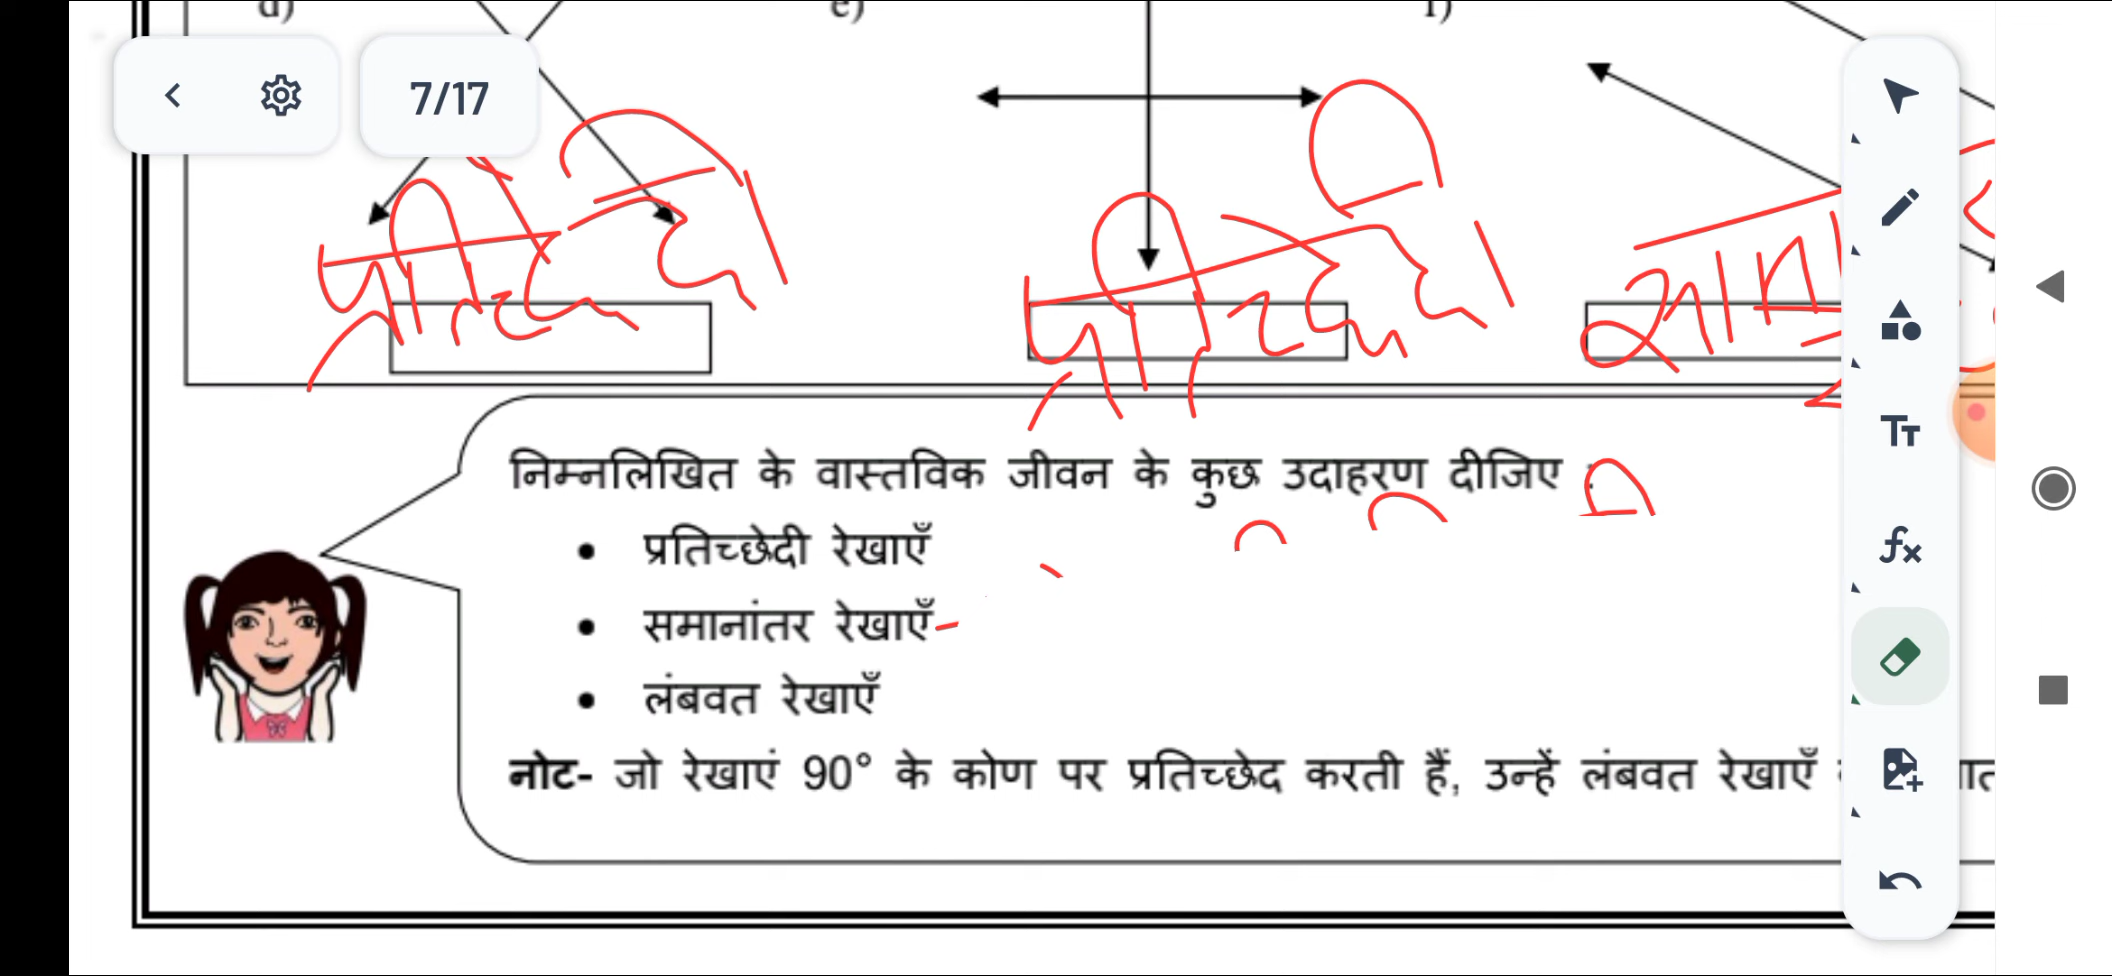 d) e) f)
7/17
प्रतिच्छेदी प्रतिच्छेदी
निम्नलिखित के वास्तविक जीवन के कुछ उदाहरण दीजिए :
• प्रतिच्छेदी रेखाएँ
• समानांतर रेखाएँ-
• लंबवत रेखाएँ
नोट- जो रेखाएं 90° के कोण पर प्रतिच्छेद करती हैं, उन्हें लंबवत रेखाएँ